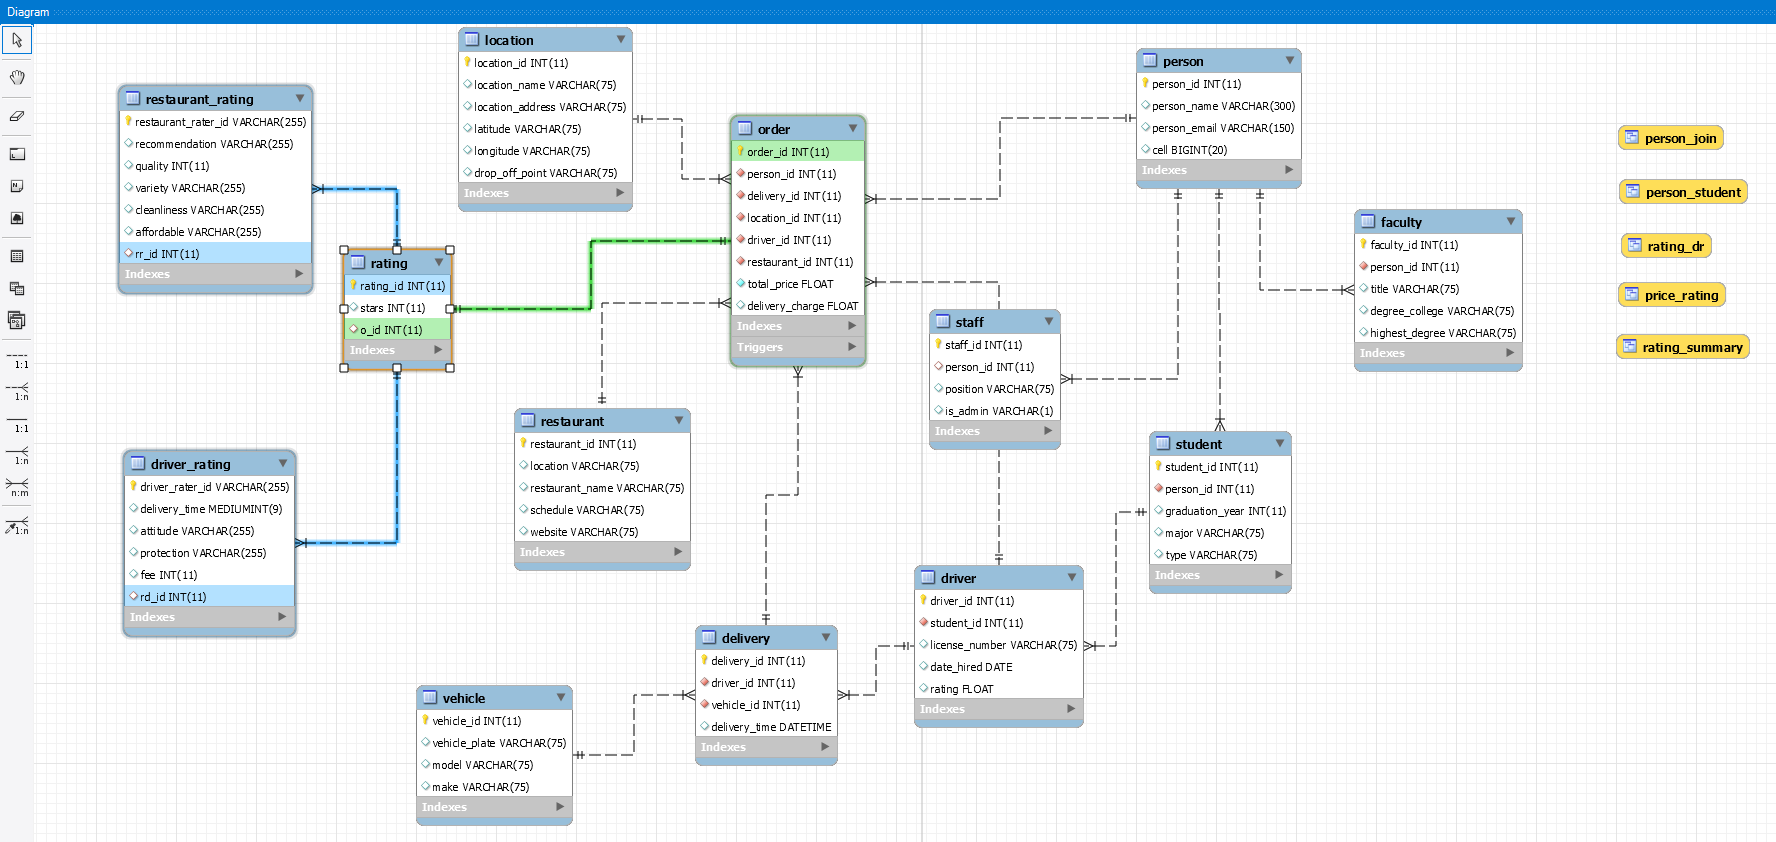 Diagram
location
location_id INT(11)
location_name VARCHAR(75)
location_address VARCHAR(75)
latitude VARCHAR(75)
longitude VARCHAR(75)
drop_off_point VARCHAR(75)
Indexes
person
person_id INT(11)
person_name VARCHAR(300)
person_email VARCHAR(150)
cell BIGINT(20)
Indexes
restaurant_rating
restaurant_rater_id VARCHAR(255)
recommendation VARCHAR(255)
quality INT(11)
variety VARCHAR(255)
cleanliness VARCHAR(255)
affordable VARCHAR(255)
rr_id INT(11)
Indexes
order
order_id INT(11)
person_id INT(11)
delivery_id INT(11)
location_id INT(11)
driver_id INT(11)
restaurant_id INT(11)
total_price FLOAT
delivery_charge FLOAT
Indexes
Triggers
person_join
person_student
rating_dr
price_rating
rating_summary
faculty
faculty_id INT(11)
person_id INT(11)
title VARCHAR(75)
degree_college VARCHAR(75)
highest_degree VARCHAR(75)
Indexes
rating
rating_id INT(11)
stars INT(11)
o_id INT(11)
Indexes
staff
staff_id INT(11)
person_id INT(11)
position VARCHAR(75)
is_admin VARCHAR(1)
Indexes
1:1
1:n
1:1
1:n
n:m
1:n
restaurant
restaurant_id INT(11)
location VARCHAR(75)
restaurant_name VARCHAR(75)
schedule VARCHAR(75)
website VARCHAR(75)
Indexes
student
student_id INT(11)
person_id INT(11)
graduation_year INT(11)
major VARCHAR(75)
type VARCHAR(75)
Indexes
driver_rating
driver_rater_id VARCHAR(255)
delivery_time MEDIUMINT(9)
attitude VARCHAR(255)
protection VARCHAR(255)
fee INT(11)
rd_id INT(11)
Indexes
driver
driver_id INT(11)
student_id INT(11)
license_number VARCHAR(75)
date_hired DATE
rating FLOAT
Indexes
delivery
delivery_id INT(11)
driver_id INT(11)
vehicle_id INT(11)
delivery_time DATETIME
Indexes
vehicle
vehicle_id INT(11)
vehicle_plate VARCHAR(75)
model VARCHAR(75)
make VARCHAR(75)
Indexes